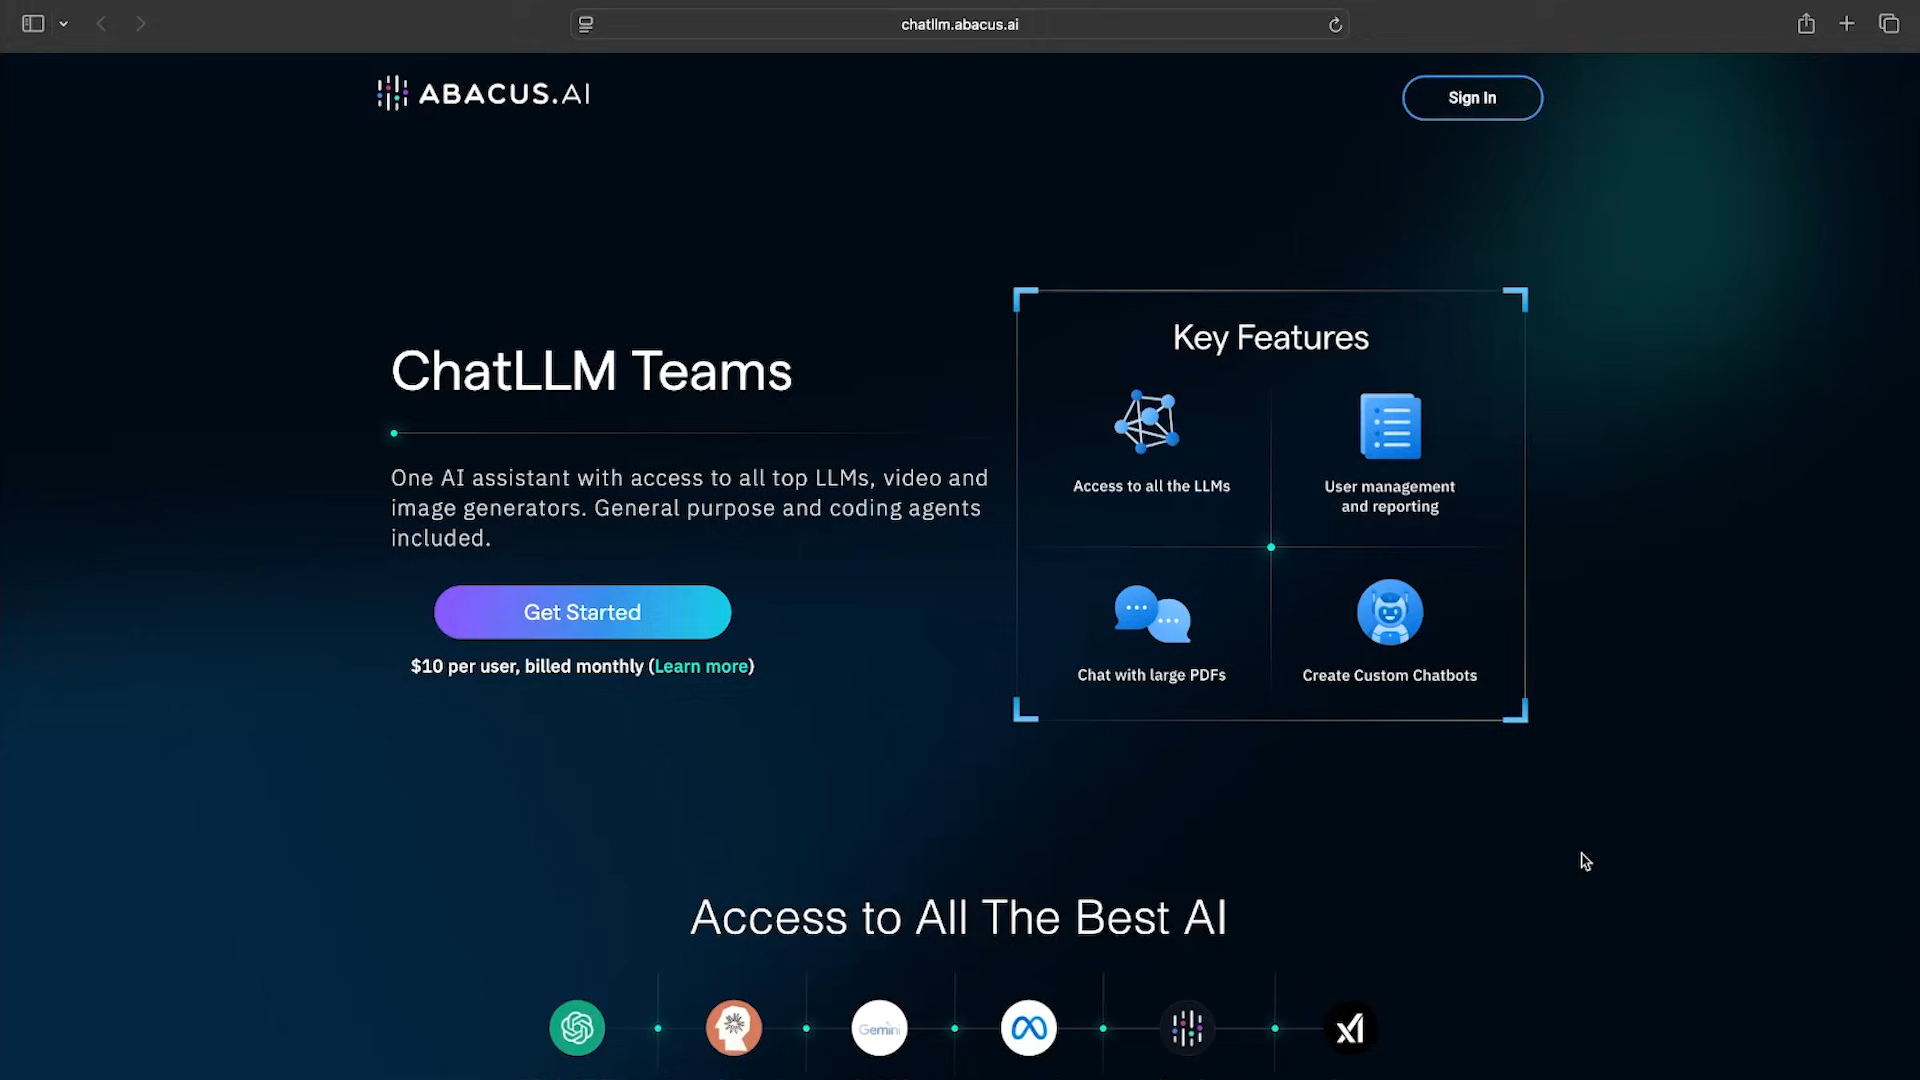 chatllm.abacus.ai
ABACUS.AI
Sign In
ChatLLM Teams
One AI assistant with access to all top LLMs, video and
image generators. General purpose and coding agents
included.
Get Started
$10 per user, billed monthly (Learn more)
Key Features
Access to all the LLMs
User management
and reporting
Chat with large PDFs
Create Custom Chatbots
Access to All The Best AI
Gemini